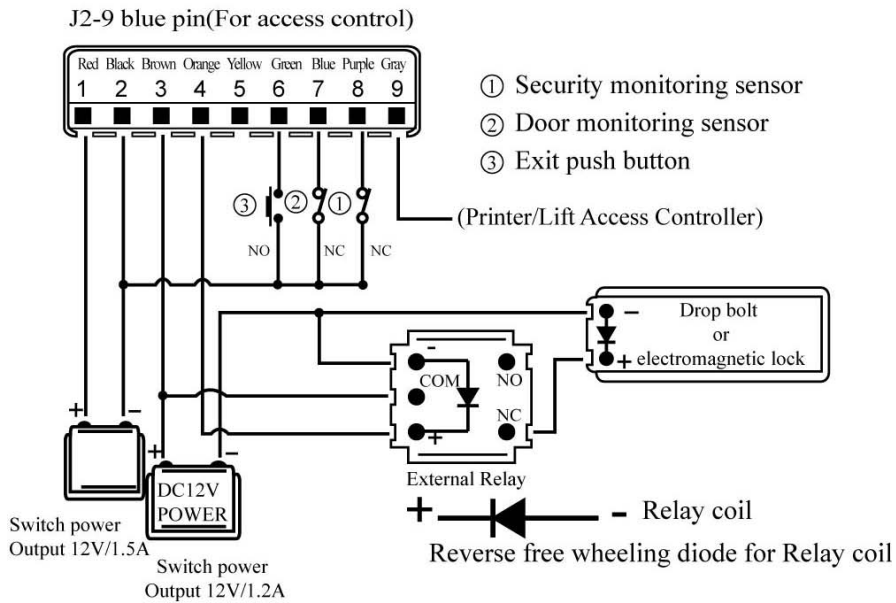 J2-9 blue pin(For access control)
Red Black Brown Orange Yellow Green Blue Purple Gray
1 2 3 4 5 6 7 8 9
① Security monitoring sensor
② Door monitoring sensor
③ Exit push button
③ ② ①
(Printer/Lift Access Controller)
NO NC NC
- Drop bolt
or
+ electromagnetic lock
-
COM NO
NC
+
+ -
+ -
DC12V
POWER
External Relay
+ - Relay coil
Reverse free wheeling diode for Relay coil
Switch power
Output 12V/1.5A
Switch power
Output 12V/1.2A